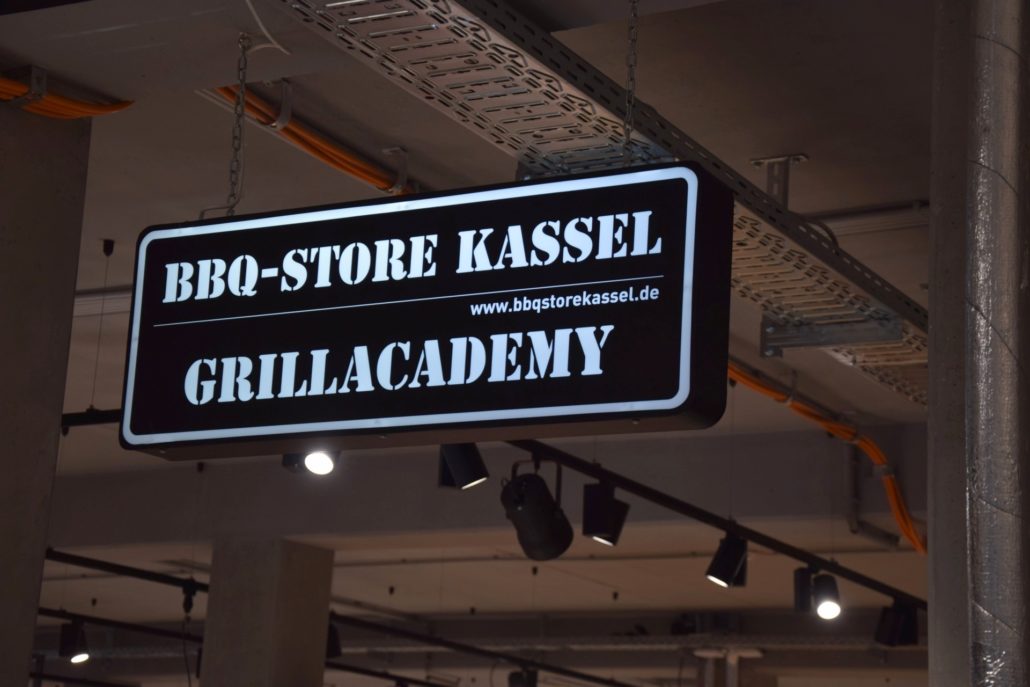 BBQ-STORE KASSEL
www.bbqstorekassel.de
GRILLACADEMY